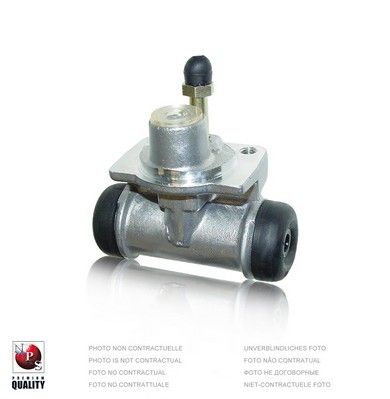 NPS
PREMIUM
QUALITY
PHOTO NON CONTRACTUELLE
PHOTO IS NOT CONTRACTUAL
FOTO NO CONTRACTUAL
FOTO NO CONTRATTUALE
UNVERBINDLICHES FOTO
FOTO NÃO CONTRATUAL
ФОТО НЕ ДОГОВОРНЫЕ
NIET-CONTRACTUELE FOTO